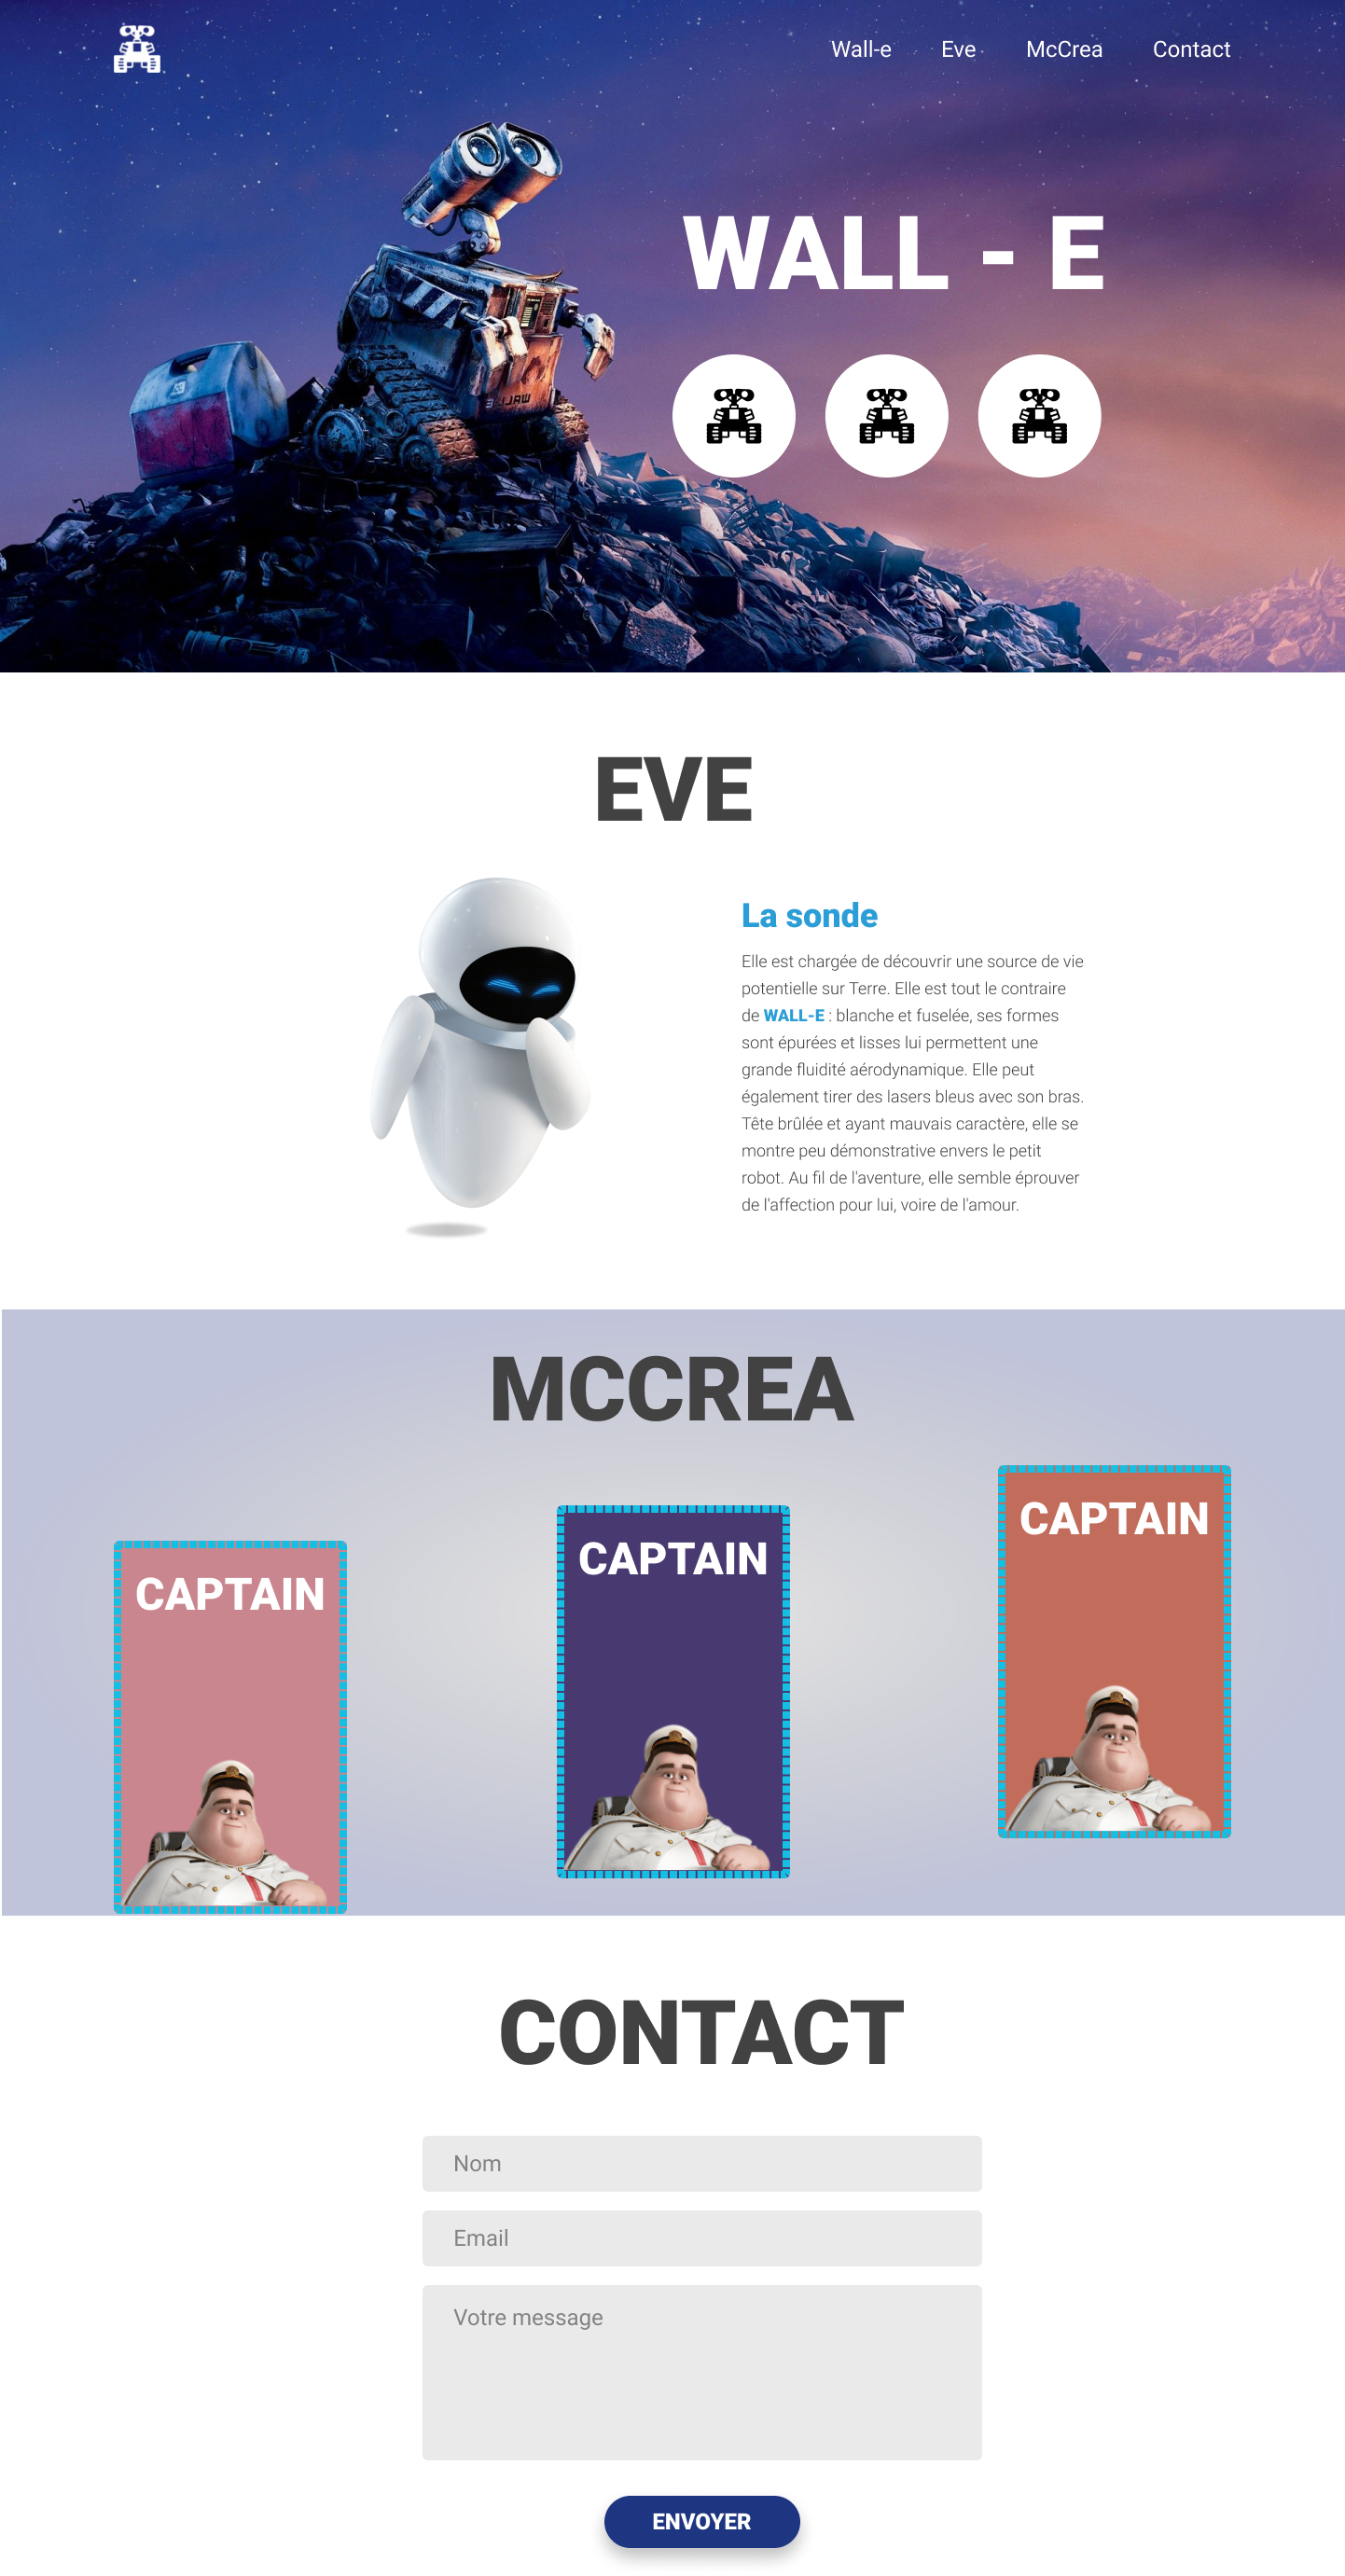 Wall-e Eve McCrea Contact
WALL - E
WALL-E
EVE
La sonde
Elle est chargée de découvrir une source de vie
potentielle sur Terre. Elle est tout le contraire
de WALL-E : blanche et fuselée, ses formes
sont épurées et lisses lui permettent une
grande fluidité aérodynamique. Elle peut
également tirer des lasers bleus avec son bras.
Tête brûlée et ayant mauvais caractère, elle se
montre peu démonstrative envers le petit
robot. Au fil de l'aventure, elle semble éprouver
de l'affection pour lui, voire de l'amour.
MCCREA
CAPTAIN
CAPTAIN
CAPTAIN
CONTACT
Nom
Email
Votre message
ENVOYER